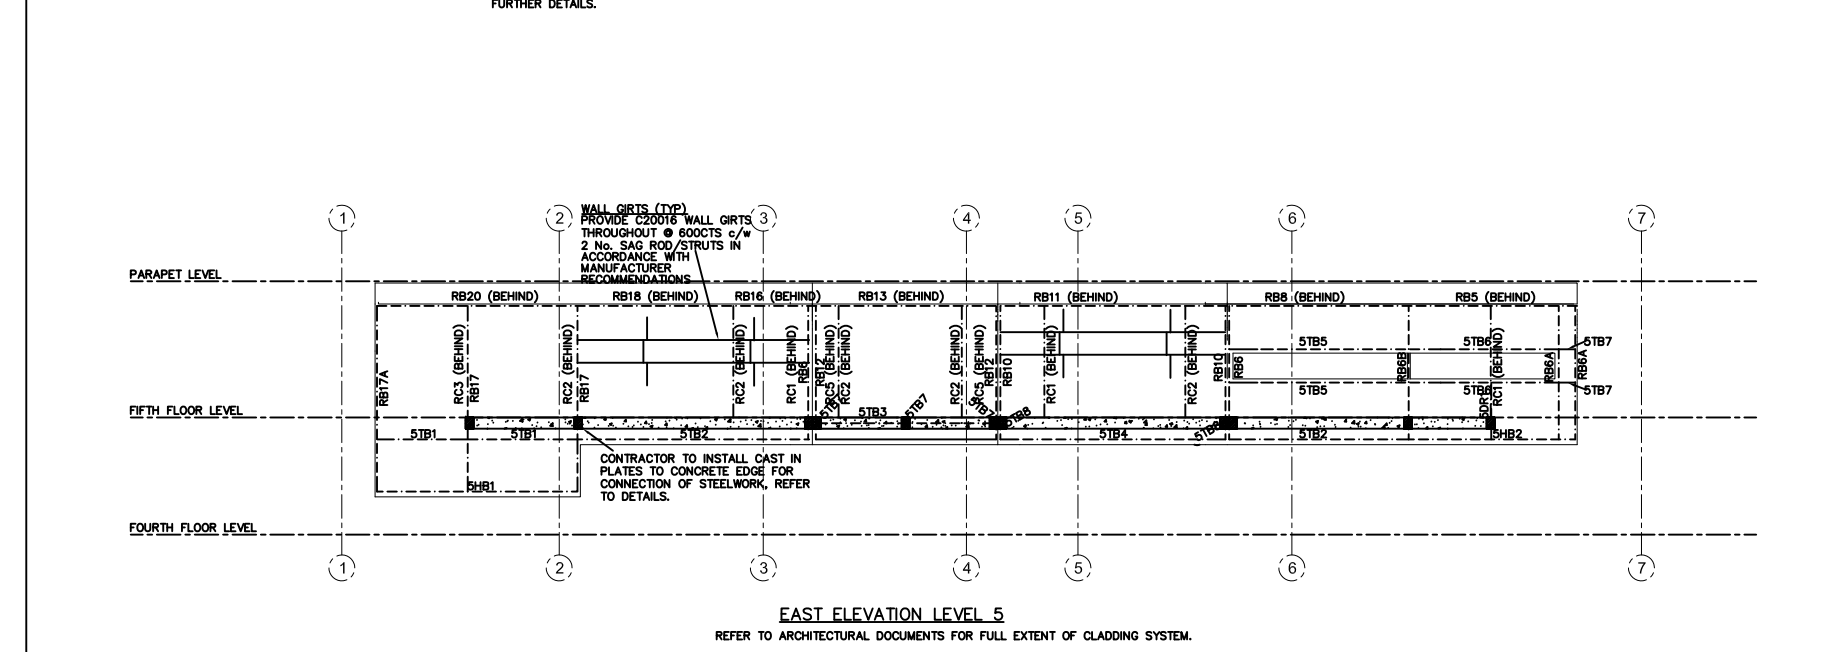 FURTHER DETAILS.
1
2
3
4
5
6
7
WALL GIRTS (TYP)
PROVIDE C20016 WALL GIRTS
THROUGHOUT @ 600CTS c/w
2 No. SAG ROD/STRUTS IN
ACCORDANCE WITH
MANUFACTURER
RECOMMENDATIONS
PARAPET LEVEL
RB20 (BEHIND)
RB18 (BEHIND)
RB16 (BEHIND)
RB13 (BEHIND)
RB11 (BEHIND)
RB8 (BEHIND)
RB5 (BEHIND)
RB17A
RC3 (BEHIND)
RB17
RC2 (BEHIND)
RB17
RC2 (BEHIND)
RC1 (BEHIND)
RB6
RB12
RC5 (BEHIND)
RC2 (BEHIND)
RC2 (BEHIND)
RC5 (BEHIND)
RB12
RB10
RC1 (BEHIND)
RC2 (BEHIND)
RB10
RB6
5TB5
5TB6
5TB7
RB6B
RC1 (BEHIND)
RB6A
RB6A
5TB5
5TB6
5TB7
FIFTH FLOOR LEVEL
5TB3
5TB7
5TB7
5TB8
5TB1
5TB1
5TB2
5TB4
5TB8
5TB2
5HB2
CONTRACTOR TO INSTALL CAST IN
PLATES TO CONCRETE EDGE FOR
CONNECTION OF STEELWORK, REFER
TO DETAILS.
5HB1
FOURTH FLOOR LEVEL
1
2
3
4
5
6
7
EAST ELEVATION LEVEL 5
REFER TO ARCHITECTURAL DOCUMENTS FOR FULL EXTENT OF CLADDING SYSTEM.